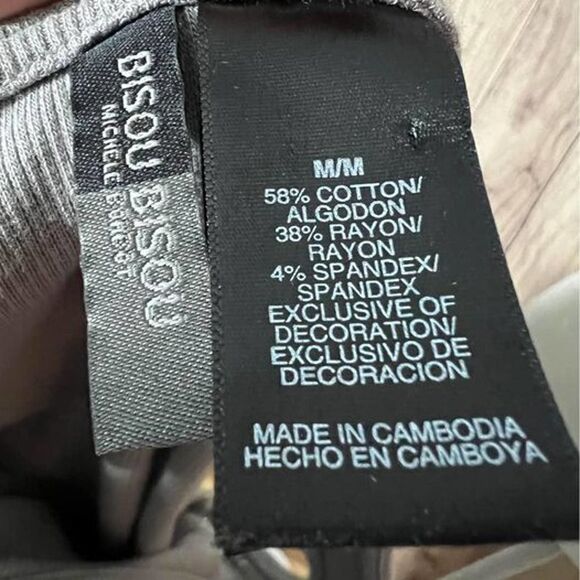 BISOU BISOU
MICHELE BOHBOT
M/M
58% COTTON/
ALGODON
38% RAYON/
RAYON
4% SPANDEX/
SPANDEX
EXCLUSIVE OF
DECORATION/
EXCLUSIVO DE
DECORACION
MADE IN CAMBODIA
HECHO EN CAMBOYA